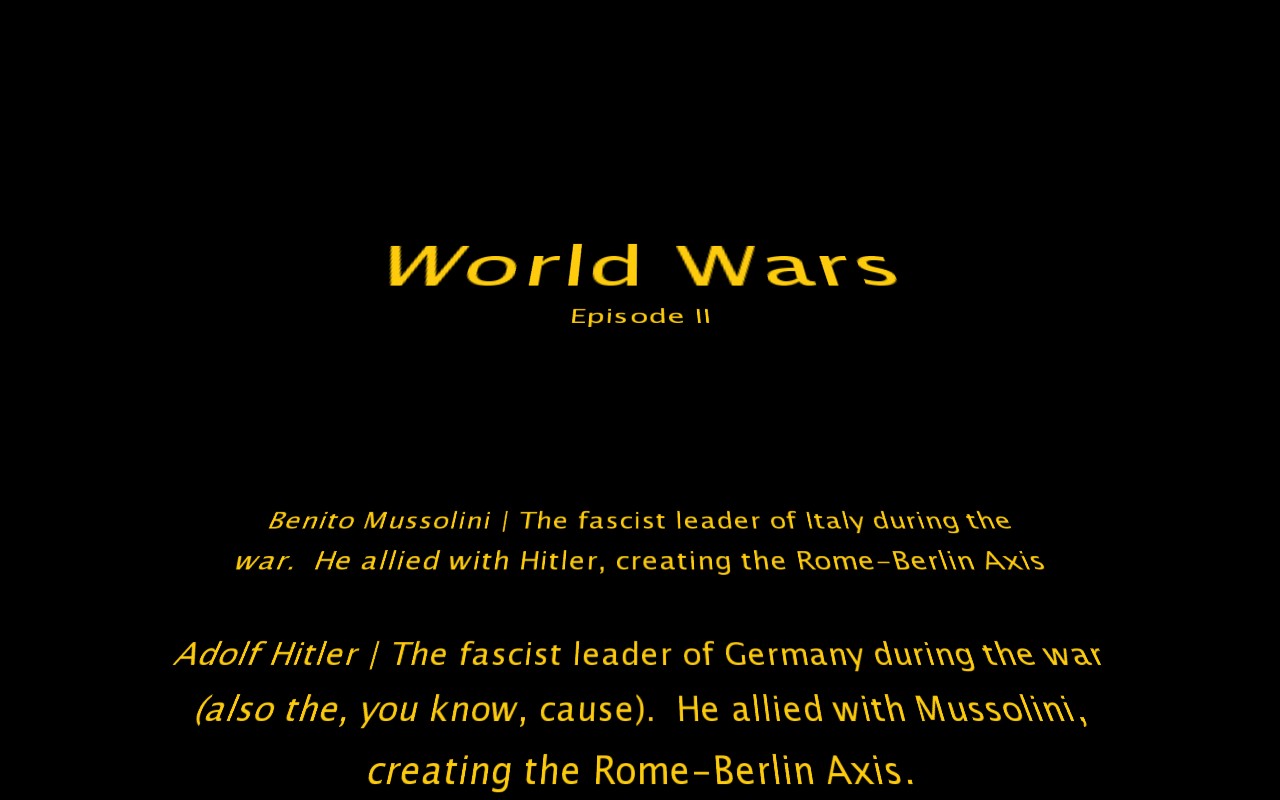 World Wars
Episode II
Benito Mussolini | The fascist leader of Italy during the
war.  He allied with Hitler, creating the Rome-Berlin Axis
Adolf Hitler | The fascist leader of Germany during the war
(also the, you know, cause).  He allied with Mussolini,
creating the Rome-Berlin Axis.